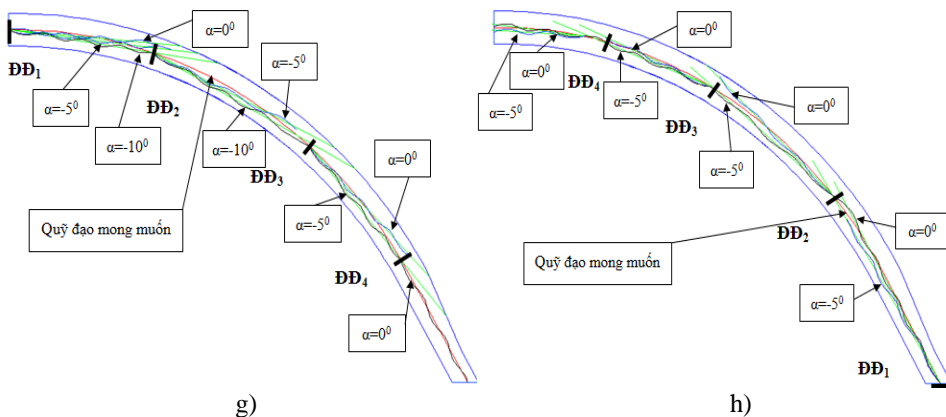 α=0⁰
ĐĐ₁
α=-5⁰
α=-5⁰
ĐĐ₂
α=-10⁰
α=-10⁰
ĐĐ₃
α=0⁰
α=-5⁰
Quỹ đạo mong muốn
ĐĐ₄
α=0⁰
g)
α=0⁰
α=0⁰
ĐĐ₄
α=-5⁰
α=-5⁰
α=0⁰
ĐĐ₃
α=-5⁰
ĐĐ₂
α=0⁰
Quỹ đạo mong muốn
α=-5⁰
ĐĐ₁
h)